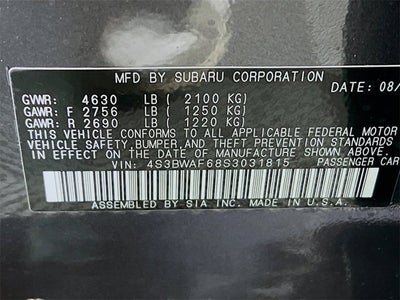 MFD BY SUBARU CORPORATION DATE: 08/
GVWR: 4630 LB ( 2100 KG)
GAWR: F 2756 LB ( 1250 KG)
GAWR: R 2690 LB ( 1220 KG)
THIS VEHICLE CONFORMS TO ALL APPLICABLE FEDERAL MOTOR
VEHICLE SAFETY, BUMPER, AND THEFT PREVENTION STANDARDS
IN EFFECT ON THE DATE OF MANUFACTURE SHOWN ABOVE.
VIN: 4S3BWAF68S3031815 PASSENGER CAR
ASSEMBLED BY SIA INC. MADE IN U.S.A.